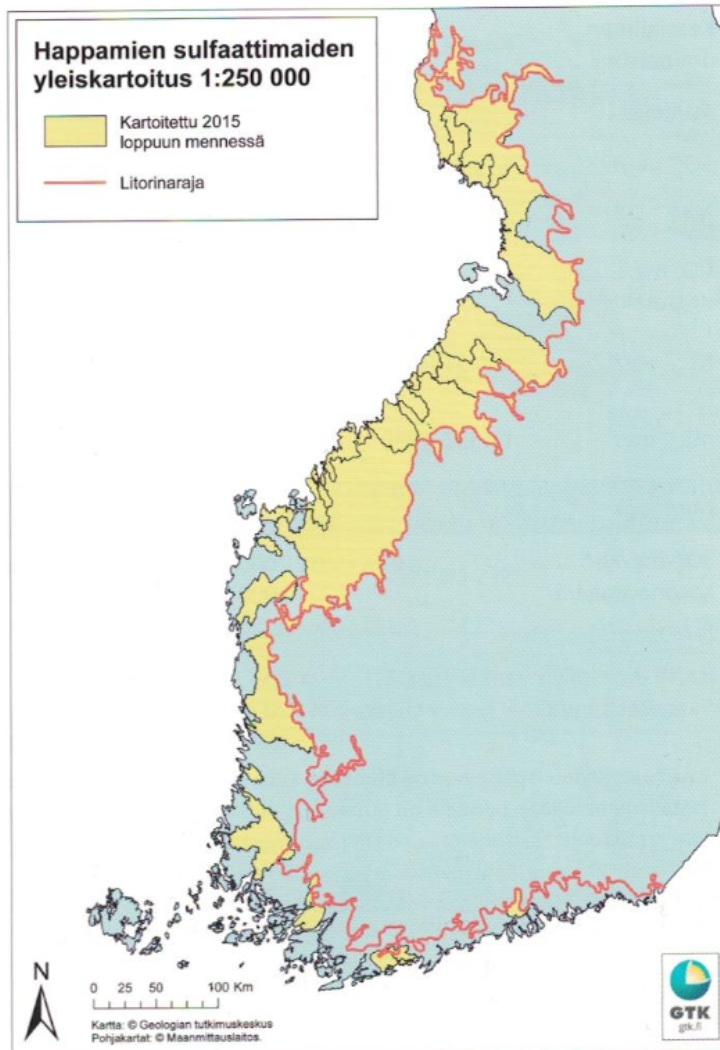 Happamien sulfaattimaiden
yleiskartoitus 1:250 000
Kartoitettu 2015
loppuun mennessä
Litorinaraja
N
0 25 50 100 Km
Kartta: © Geologian tutkimuskeskus
Pohjakartat: © Maanmittauslaitos.
GTK
gtk.fi